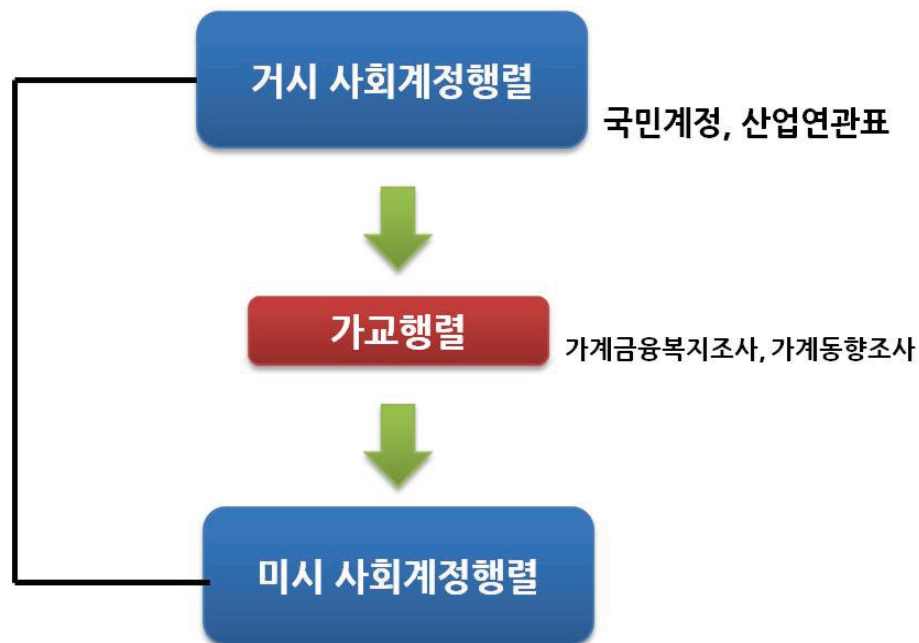 거시 사회계정행렬
국민계정, 산업연관표
가교행렬
가계금융복지조사, 가계동향조사
미시 사회계정행렬